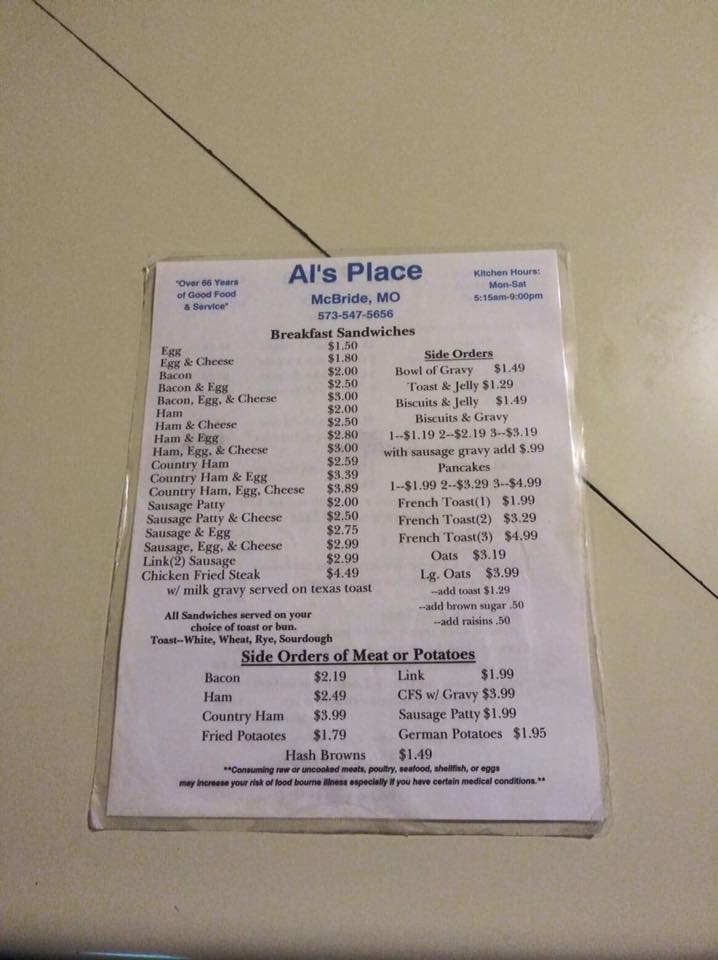 "Over 66 Years
of Good Food
& Service"
Al's Place
McBride, MO
573-547-5656
Kitchen Hours:
Mon-Sat
5:15am-9:00pm
Breakfast Sandwiches
Egg $1.50
Egg & Cheese $1.80
Bacon $2.00
Bacon & Egg $2.50
Bacon, Egg, & Cheese $3.00
Ham $2.00
Ham & Cheese $2.50
Ham & Egg $2.80
Ham, Egg, & Cheese $3.00
Country Ham $2.59
Country Ham & Egg $3.39
Country Ham, Egg, Cheese $3.89
Sausage Patty $2.00
Sausage Patty & Cheese $2.50
Sausage & Egg $2.75
Sausage, Egg, & Cheese $2.99
Link(2) Sausage $2.99
Chicken Fried Steak $4.49
w/ milk gravy served on texas toast
All Sandwiches served on your
choice of toast or bun.
Toast--White, Wheat, Rye, Sourdough
Side Orders
Bowl of Gravy $1.49
Toast & Jelly $1.29
Biscuits & Jelly $1.49
Biscuits & Gravy
1--$1.19 2--$2.19 3--$3.19
with sausage gravy add $.99
Pancakes
1--$1.99 2--$3.29 3--$4.99
French Toast(1) $1.99
French Toast(2) $3.29
French Toast(3) $4.99
Oats $3.19
Lg. Oats $3.99
--add toast $1.29
--add brown sugar .50
--add raisins .50
Side Orders of Meat or Potatoes
Bacon $2.19 Link $1.99
Ham $2.49 CFS w/ Gravy $3.99
Country Ham $3.99 Sausage Patty $1.99
Fried Potaotes $1.79 German Potatoes $1.95
Hash Browns $1.49
**Consuming raw or uncooked meats, poultry, seafood, shellfish, or eggs
may increase your risk of food bourne illness especially if you have certain medical conditions.**